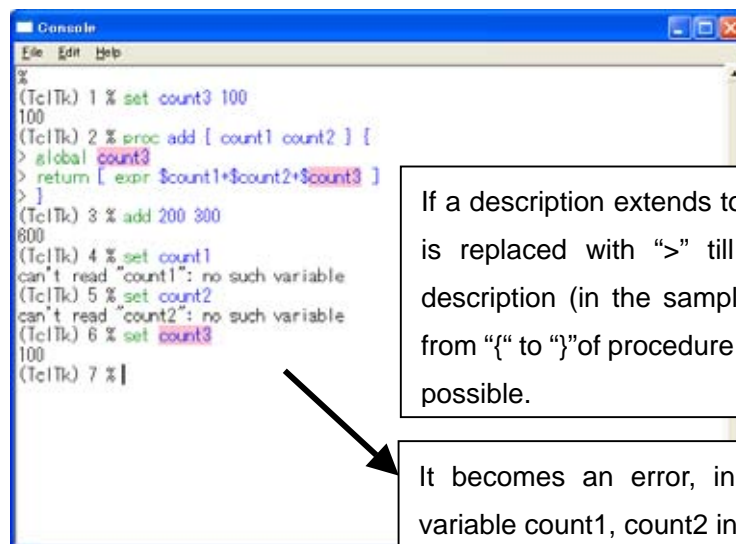 Console
File Edit Help
%
(TclTk) 1 % set count3 100
100
(TclTk) 2 % proc add [ count1 count2 ] {
> global count3
> return [ expr $count1+$count2+$count3 ]
> }
(TclTk) 3 % add 200 300
600
(TclTk) 4 % set count1
can't read "count1": no such variable
(TclTk) 5 % set count2
can't read "count2": no such variable
(TclTk) 6 % set count3
100
(TclTk) 7 %
If a description extends to
is replaced with “>” till
description (in the sampl
from “{“ to “}”of procedure
possible.
It becomes an error, in
variable count1, count2 in